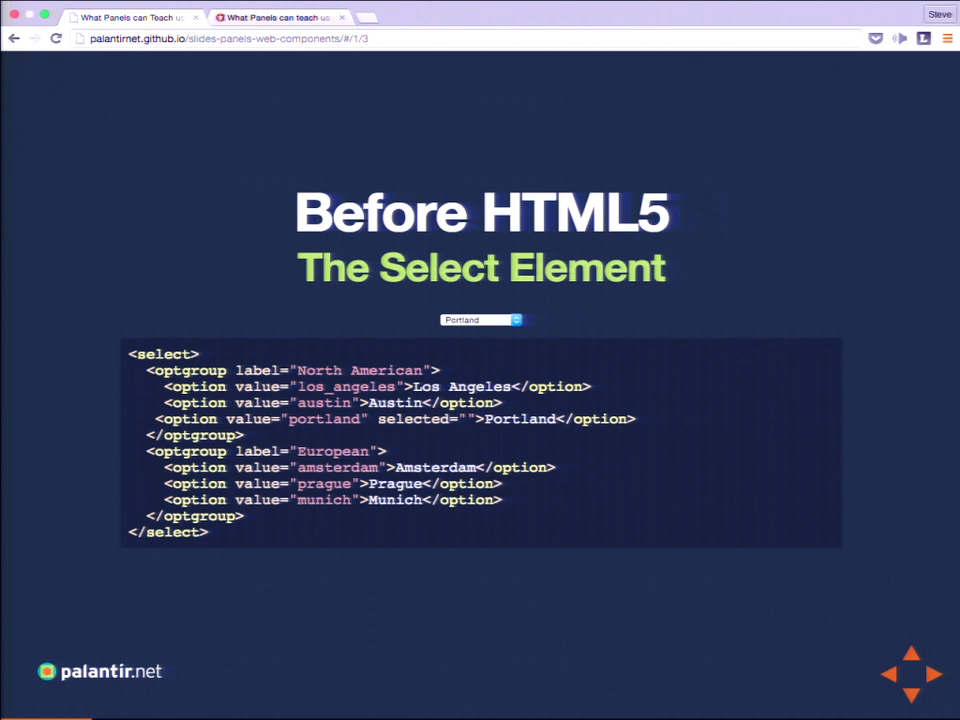 What Panels can Teach us
What Panels can teach us
Steve
palantirnet.github.io/slides-panels-web-components/#/1/3
L
Before HTML5
The Select Element
Portland
<select>
<optgroup label="North American">
<option value="los_angeles">Los Angeles</option>
<option value="austin">Austin</option>
<option value="portland" selected="">Portland</option>
</optgroup>
<optgroup label="European">
<option value="amsterdam">Amsterdam</option>
<option value="prague">Prague</option>
<option value="munich">Munich</option>
</optgroup>
</select>
palantir.net